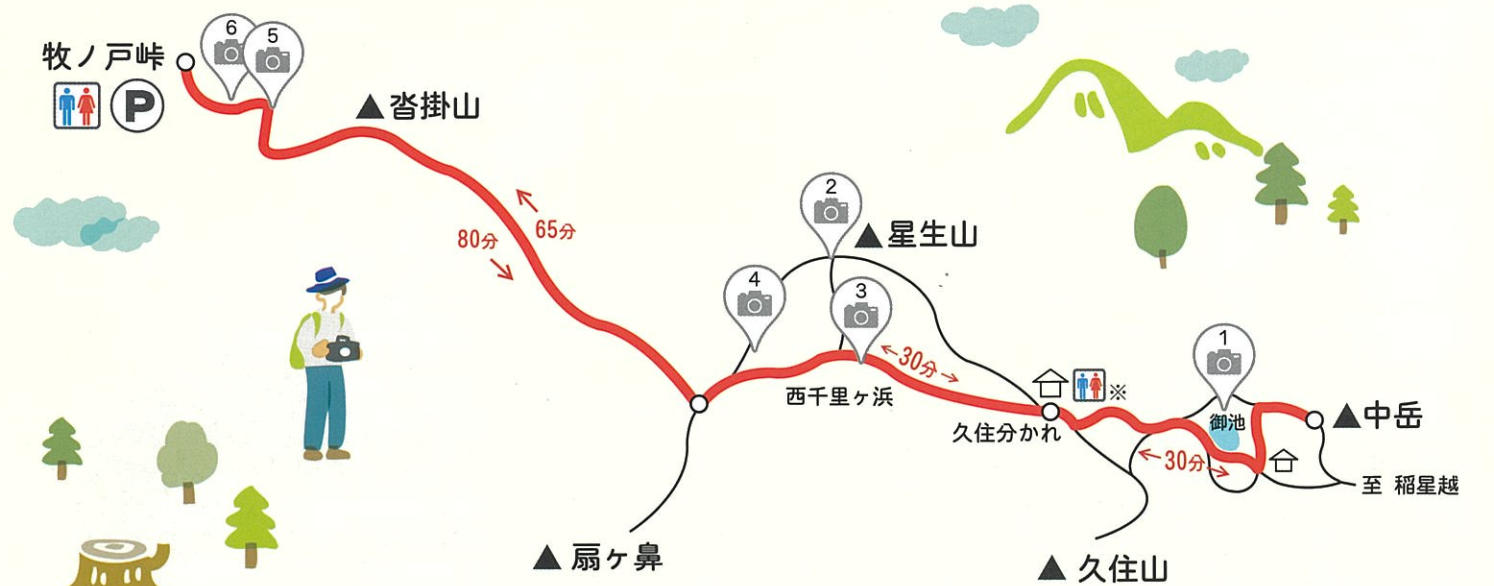 6
5
牧ノ戸峠
P
▲沓掛山
←65分
80分→
2
▲星生山
4
3
←30分→
西千里ヶ浜
※
久住分かれ
1
御池
▲中岳
←30分→
至 稲星越
▲扇ヶ鼻
▲久住山